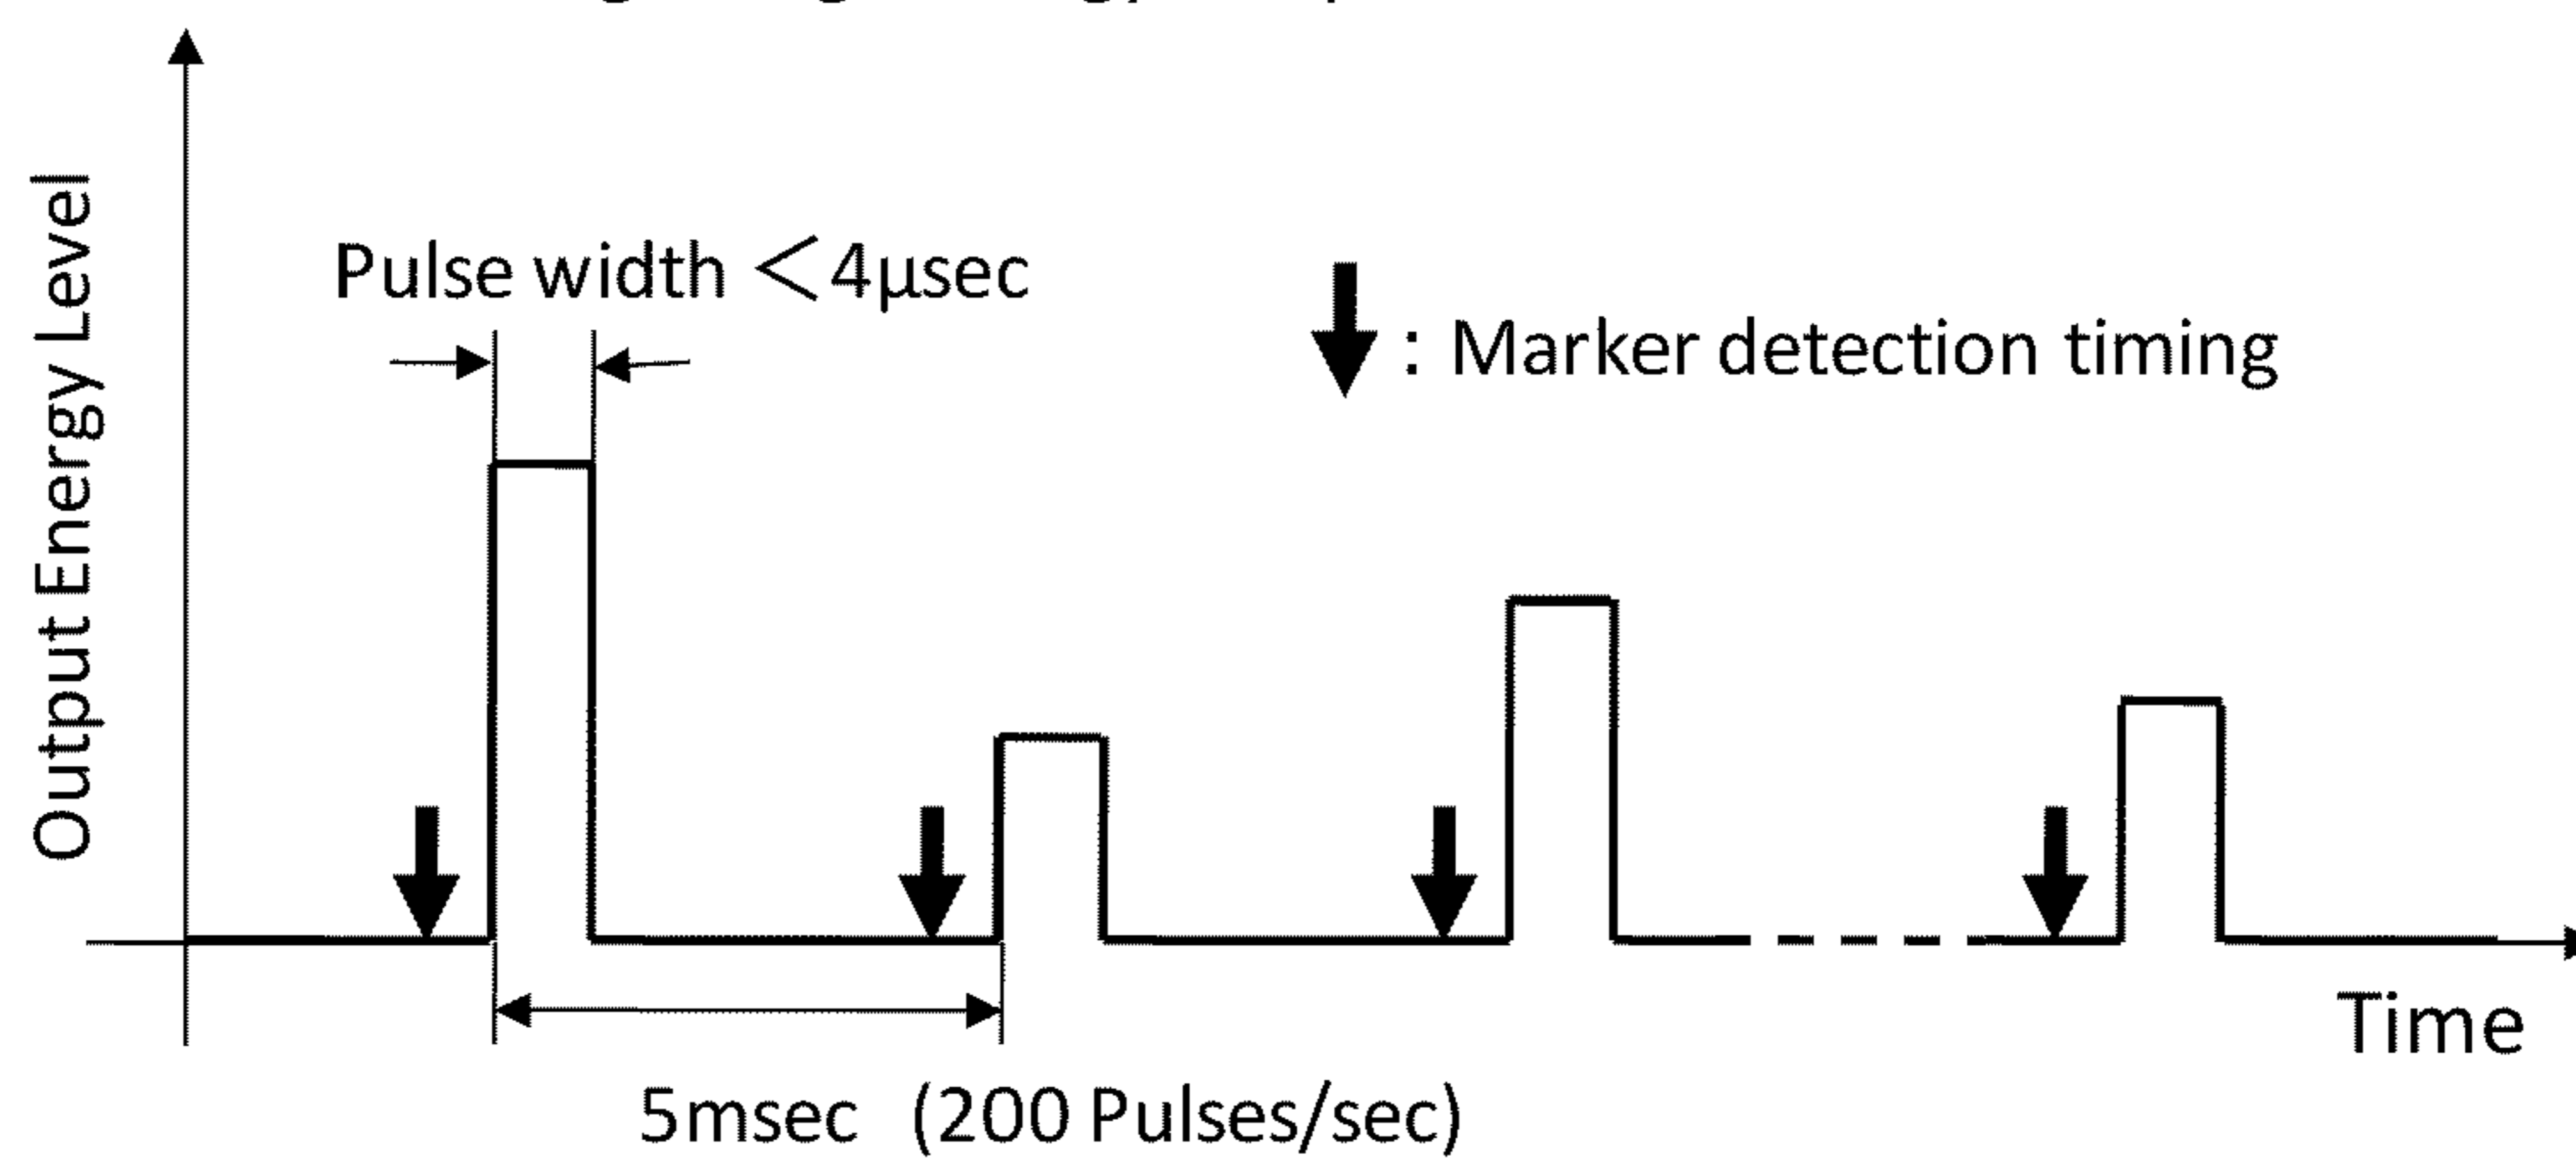 Output Energy Level
Pulse width <4μsec
: Marker detection timing
Time
5msec (200 Pulses/sec)